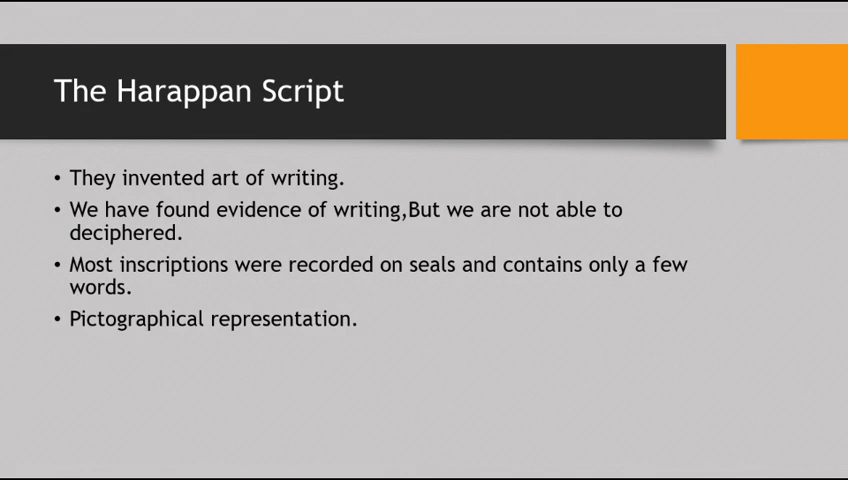 The Harappan Script
• They invented art of writing.
• We have found evidence of writing,But we are not able to
deciphered.
• Most inscriptions were recorded on seals and contains only a few
words.
• Pictographical representation.